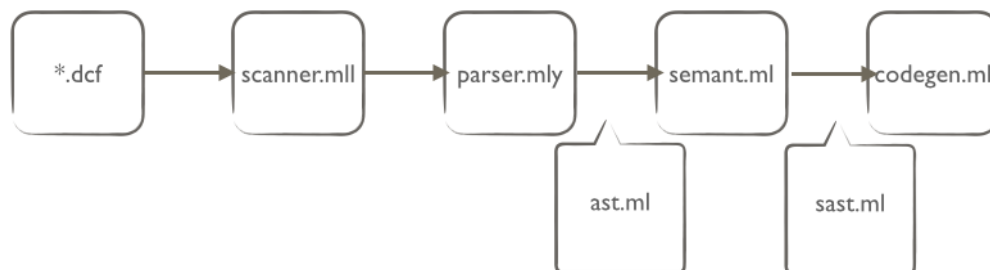 *.dcf
scanner.mll
parser.mly
semant.ml
codegen.ml
ast.ml
sast.ml